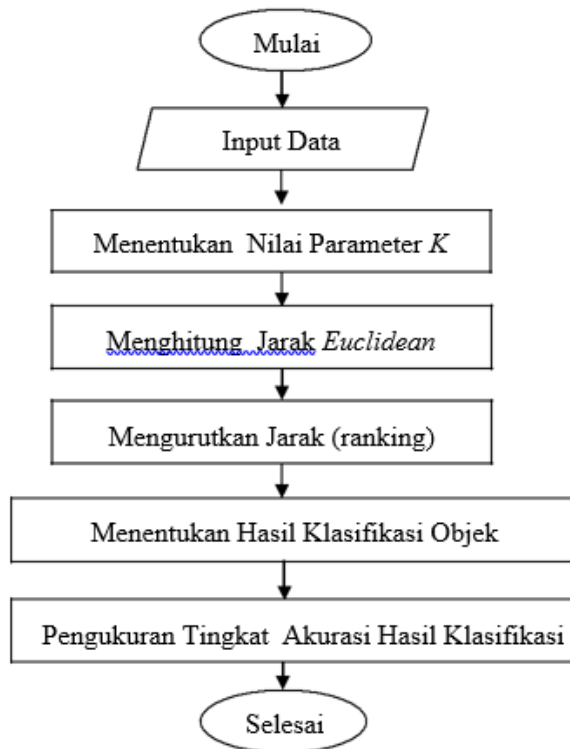 Mulai
Input Data
Menentukan Nilai Parameter K
Menghitung Jarak Euclidean
Mengurutkan Jarak (ranking)
Menentukan Hasil Klasifikasi Objek
Pengukuran Tingkat Akurasi Hasil Klasifikasi
Selesai